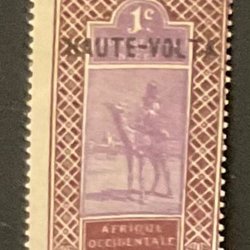 1c
HAUTE-VOLTA
AFRIQUE
OCCIDENTALE